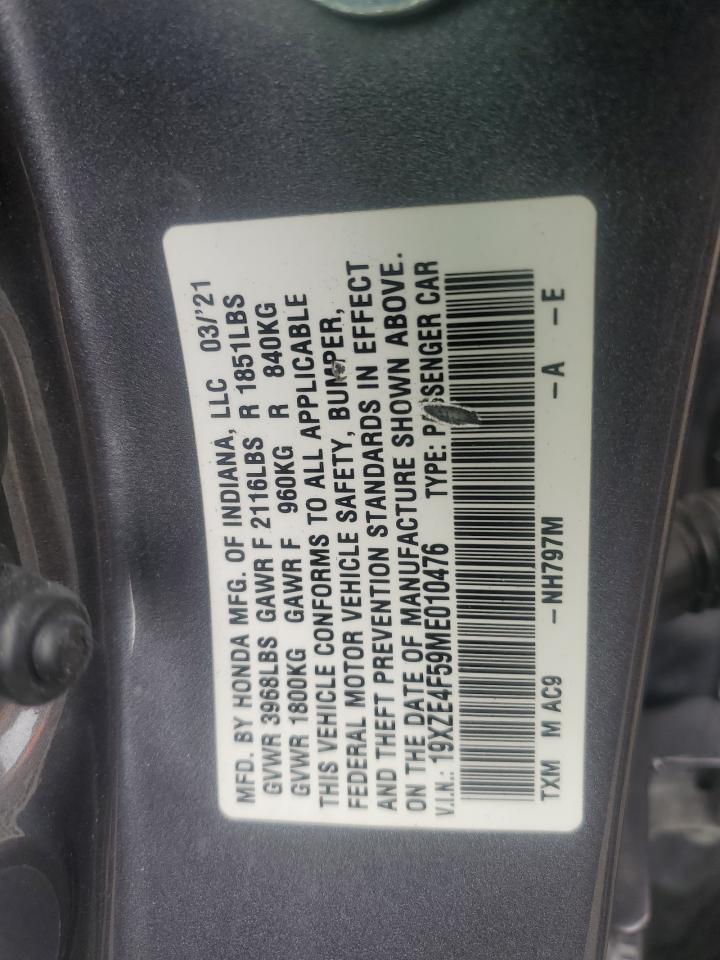 MFD. BY HONDA MFG. OF INDIANA, LLC 03/'21
GVWR 3968LBS GAWR F 2116LBS R 1851LBS
GVWR 1800KG GAWR F 960KG R 840KG
THIS VEHICLE CONFORMS TO ALL APPLICABLE
FEDERAL MOTOR VEHICLE SAFETY, BUMPER,
AND THEFT PREVENTION STANDARDS IN EFFECT
ON THE DATE OF MANUFACTURE SHOWN ABOVE.
V.I.N.: 19XZE4F59ME010476 TYPE: PASSENGER CAR
TXM M AC9 -NH797M -A -E